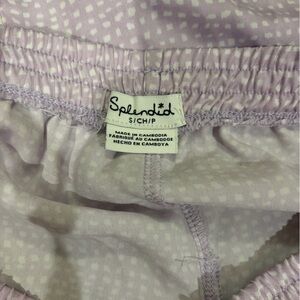 Splendid
S/CH/P
MADE IN CAMBODIA
FABRIQUÉ AU CAMBODGE
HECHO EN CAMBOYA